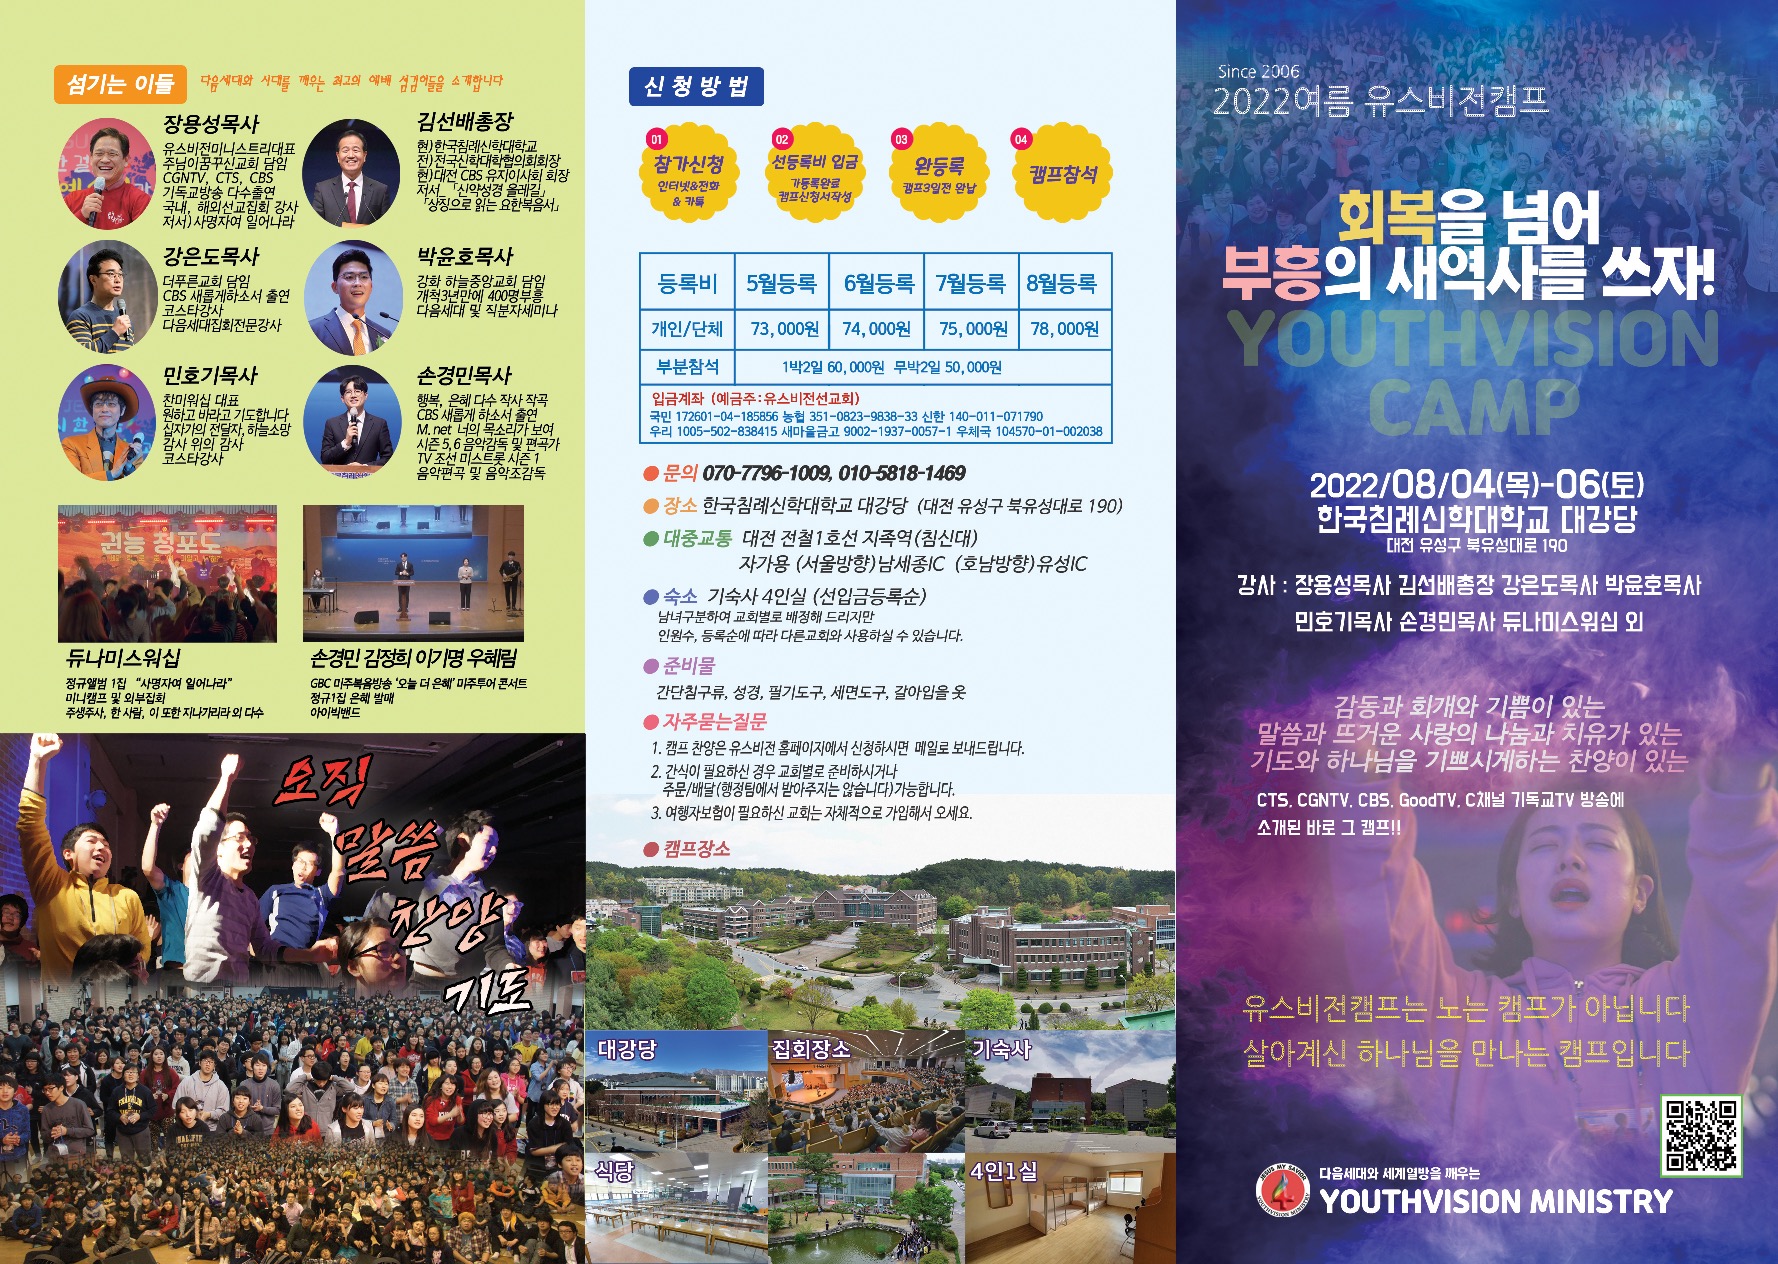 섬기는 이들
다음세대와 시대를 깨우는 최고의 예배 섬김이들을 소개합니다
장용성목사
유스비전미니스트리대표
주님이꿈꾸신교회 담임
CGNTV, CTS, CBS
기독교방송 다수출연
국내, 해외선교집회 강사
저서) 사명자여 일어나라
김선배총장
현)한국침례신학대학교
전)전국신학대학협의회회장
현)대전 CBS 유지이사회 회장
저서 「신약성경 올레길」
「상징으로 읽는 요한복음서」
강은도목사
더푸른교회 담임
CBS 새롭게하소서 출연
코스타강사
다음세대집회전문강사
박윤호목사
강화 하늘중앙교회 담임
개척3년만에 400명부흥
다음세대 및 직분자세미나
민호기목사
찬미워십 대표
원하고 바라고 기도합니다
십자가의 전달자, 하늘소망
감사 위의 감사
코스타강사
손경민목사
행복, 은혜 다수 작사 작곡
CBS 새롭게 하소서 출연
M.net 너의 목소리가 보여
시즌 5,6 음악감독 및 편곡가
TV 조선 미스트롯 시즌 1
음악편곡 및 음악조감독
권능 청포도
듀나미스워십
정규앨범 1집 "사명자여 일어나라"
미니캠프 및 외부집회
주생주사, 한 사람, 이 또한 지나가리라 외 다수
손경민 김정희 이기명 우혜림
GBC 미주복음방송 '오늘 더 은혜' 미주투어 콘서트
정규1집 은혜 발매
아이빅밴드
오직
말씀
찬양
기도
신청방법
01
참가신청
인터넷&전화
& 카톡
02
선등록비 입금
가등록완료
캠프신청서작성
03
완등록
캠프3일전 완납
04
캠프참석
등록비 5월등록 6월등록 7월등록 8월등록
개인/단체 73,000원 74,000원 75,000원 78,000원
부분참석 1박2일 60,000원 무박2일 50,000원
입금계좌 (예금주:유스비전선교회)
국민 172601-04-185856 농협 351-0823-9838-33 신한 140-011-071790
우리 1005-502-838415 새마을금고 9002-1937-0057-1 우체국 104570-01-002038
● 문의 070-7796-1009, 010-5818-1469
● 장소 한국침례신학대학교 대강당 (대전 유성구 북유성대로 190)
● 대중교통 대전 전철1호선 지족역(침신대)
자가용 (서울방향)남세종IC (호남방향)유성IC
● 숙소 기숙사 4인실 (선입금등록순)
남녀구분하여 교회별로 배정해 드리지만
인원수, 등록순에 따라 다른교회와 사용하실 수 있습니다.
● 준비물
간단침구류, 성경, 필기도구, 세면도구, 갈아입을 옷
● 자주묻는질문
1. 캠프 찬양은 유스비전 홈페이지에서 신청하시면 메일로 보내드립니다.
2. 간식이 필요하신 경우 교회별로 준비하시거나
주문/배달(행정팀에서 받아주지는 않습니다)가능합니다.
3. 여행자보험이 필요하신 교회는 자체적으로 가입해서 오세요.
● 캠프장소
대강당
집회장소
기숙사
식당
4인1실
Since 2006
2022여름 유스비전캠프
회복을 넘어
부흥의 새역사를 쓰자!
YOUTHVISION
CAMP
2022/08/04(목)-06(토)
한국침례신학대학교 대강당
대전 유성구 북유성대로 190
강사 : 장용성목사 김선배총장 강은도목사 박윤호목사
민호기목사 손경민목사 듀나미스워십 외
감동과 회개와 기쁨이 있는
말씀과 뜨거운 사랑의 나눔과 치유가 있는
기도와 하나님을 기쁘시게하는 찬양이 있는
CTS, CGNTV, CBS, GoodTV, C채널 기독교TV 방송에
소개된 바로 그 캠프!!
유스비전캠프는 노는 캠프가 아닙니다
살아계신 하나님을 만나는 캠프입니다
JESUS MY SAVIOR
YOUTHVISION MINISTRY
다음세대와 세계열방을 깨우는
YOUTHVISION MINISTRY